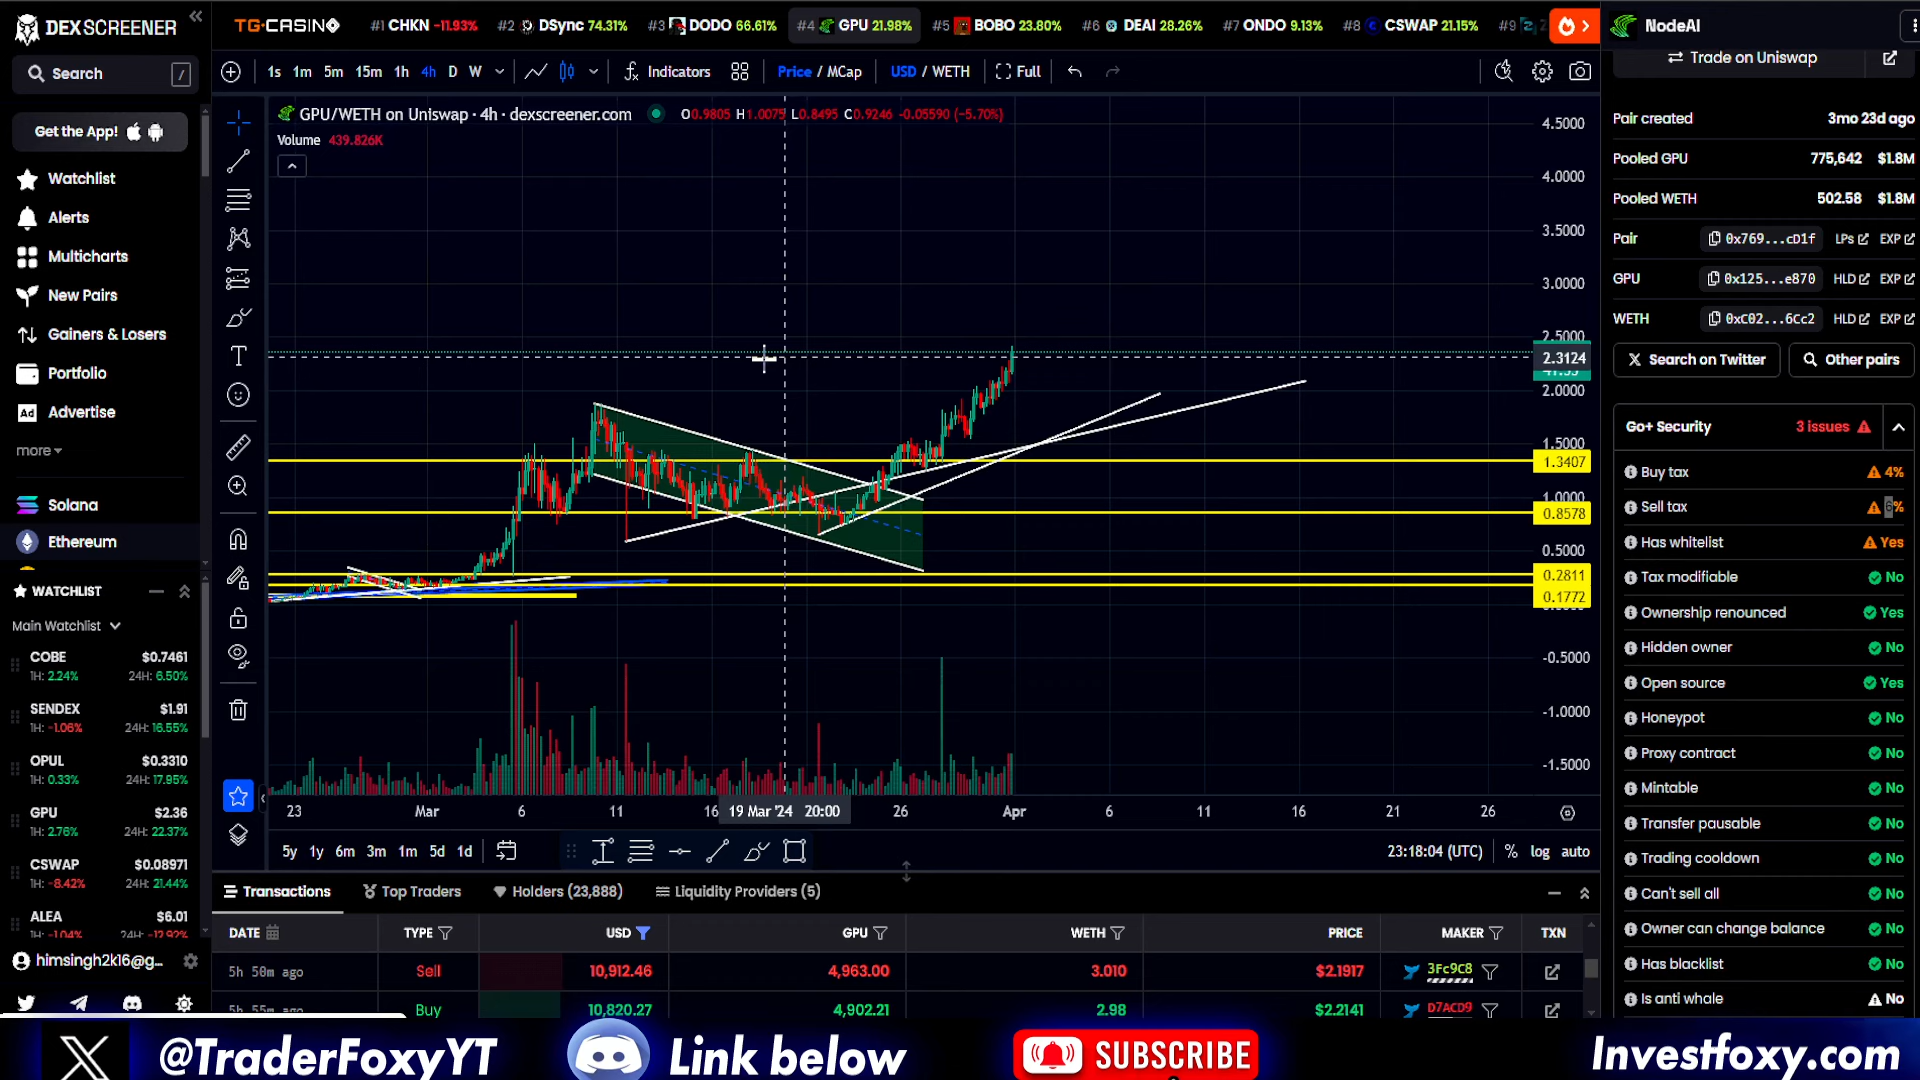 DEXSCREENER
Search /
Get the App!
Watchlist
Alerts
Multicharts
New Pairs
Gainers & Losers
Portfolio
Ad Advertise
more
Solana
Ethereum
WATCHLIST
Main Watchlist
COBE $0.7461
1H: 2.24% 24H: 6.50%
SENDEX $1.91
1H: -1.06% 24H: 16.55%
OPUL $0.3310
1H: 0.33% 24H: 17.95%
GPU $2.36
1H: 2.76% 24H: 22.37%
CSWAP $0.08971
1H: -8.42% 24H: 21.44%
ALEA $6.01
1H: -1.04% 24H: -12.92%
himsingh2k16@g...
TG.CASINO #1 CHKN -11.93% #2 DSync 74.31% #3 DODO 66.61% #4 GPU 21.98% #5 BOBO 23.80% #6 DEAI 28.26% #7 ONDO 9.13% #8 CSWAP 21.15% #9
1s 1m 5m 15m 1h 4h D W Indicators Price / MCap USD / WETH Full
GPU/WETH on Uniswap · 4h · dexscreener.com O0.9805 H1.0075 L0.8495 C0.9246 -0.05590 (-5.70%)
Volume 439.826K
4.5000
4.0000
3.5000
3.0000
2.5000
2.3124
2.0000
1.5000
1.3407
1.0000
0.8578
0.5000
0.2811
0.1772
-0.5000
-1.0000
-1.5000
23 Mar 6 11 16 19 Mar '24 20:00 26 Apr 6 11 16 21 26
5y 1y 6m 3m 1m 5d 1d 23:18:04 (UTC) % log auto
Transactions Top Traders Holders (23,888) Liquidity Providers (5)
DATE TYPE USD GPU WETH PRICE MAKER TXN
5h 50m ago Sell 10,912.46 4,963.00 3.010 $2.1917 3Fc9C8
5h 55m ago Buy 10,820.27 4,902.21 2.98 $2.2141 D7ACD9
NodeAI
Trade on Uniswap
Pair created 3mo 23d ago
Pooled GPU 775,642 $1.8M
Pooled WETH 502.58 $1.8M
Pair 0x769...cD1f LPs EXP
GPU 0x125...e870 HLD EXP
WETH 0xC02...6Cc2 HLD EXP
Search on Twitter Other pairs
Go+ Security 3 issues
Buy tax 4%
Sell tax %
Has whitelist Yes
Tax modifiable No
Ownership renounced Yes
Hidden owner No
Open source Yes
Honeypot No
Proxy contract No
Mintable No
Transfer pausable No
Trading cooldown No
Can't sell all No
Owner can change balance No
Has blacklist No
Is anti whale No
@TraderFoxyYT Link below SUBSCRIBE Investfoxy.com